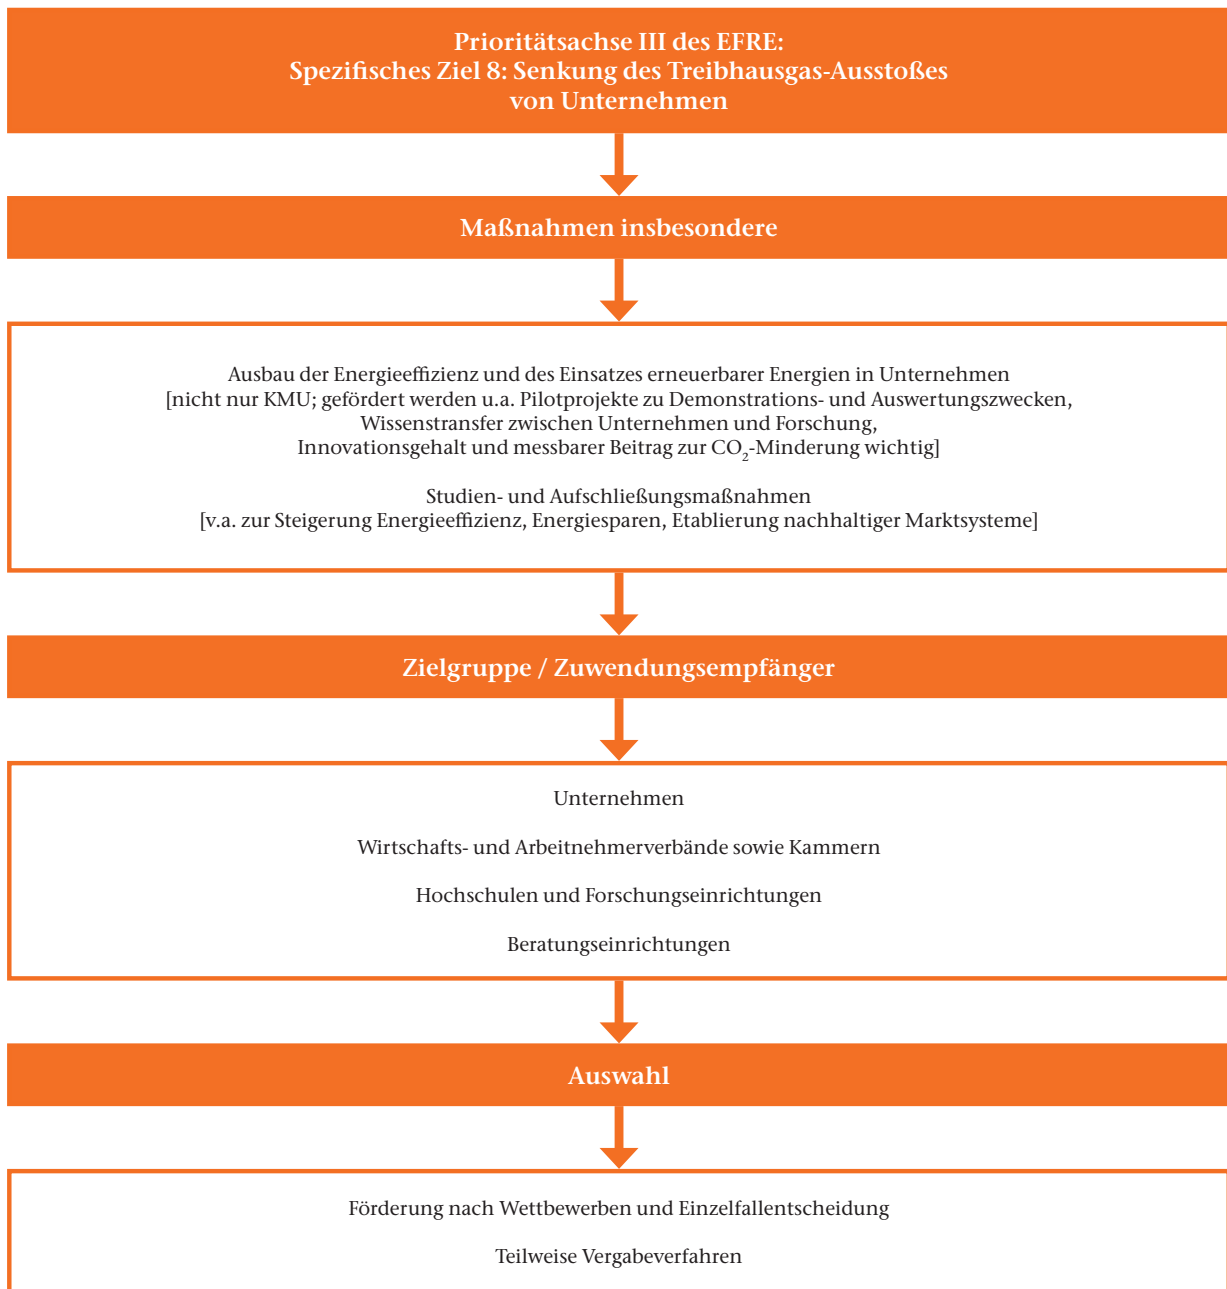 Prioritätsachse III des EFRE:
Spezifisches Ziel 8: Senkung des Treibhausgas-Ausstoßes
von Unternehmen
Maßnahmen insbesondere
Ausbau der Energieeffizienz und des Einsatzes erneuerbarer Energien in Unternehmen
[nicht nur KMU; gefördert werden u.a. Pilotprojekte zu Demonstrations- und Auswertungszwecken,
Wissenstransfer zwischen Unternehmen und Forschung,
Innovationsgehalt und messbarer Beitrag zur CO₂-Minderung wichtig]
Studien- und Aufschließungsmaßnahmen
[v.a. zur Steigerung Energieeffizienz, Energiesparen, Etablierung nachhaltiger Marktsysteme]
Zielgruppe / Zuwendungsempfänger
Unternehmen
Wirtschafts- und Arbeitnehmerverbände sowie Kammern
Hochschulen und Forschungseinrichtungen
Beratungseinrichtungen
Auswahl
Förderung nach Wettbewerben und Einzelfallentscheidung
Teilweise Vergabeverfahren